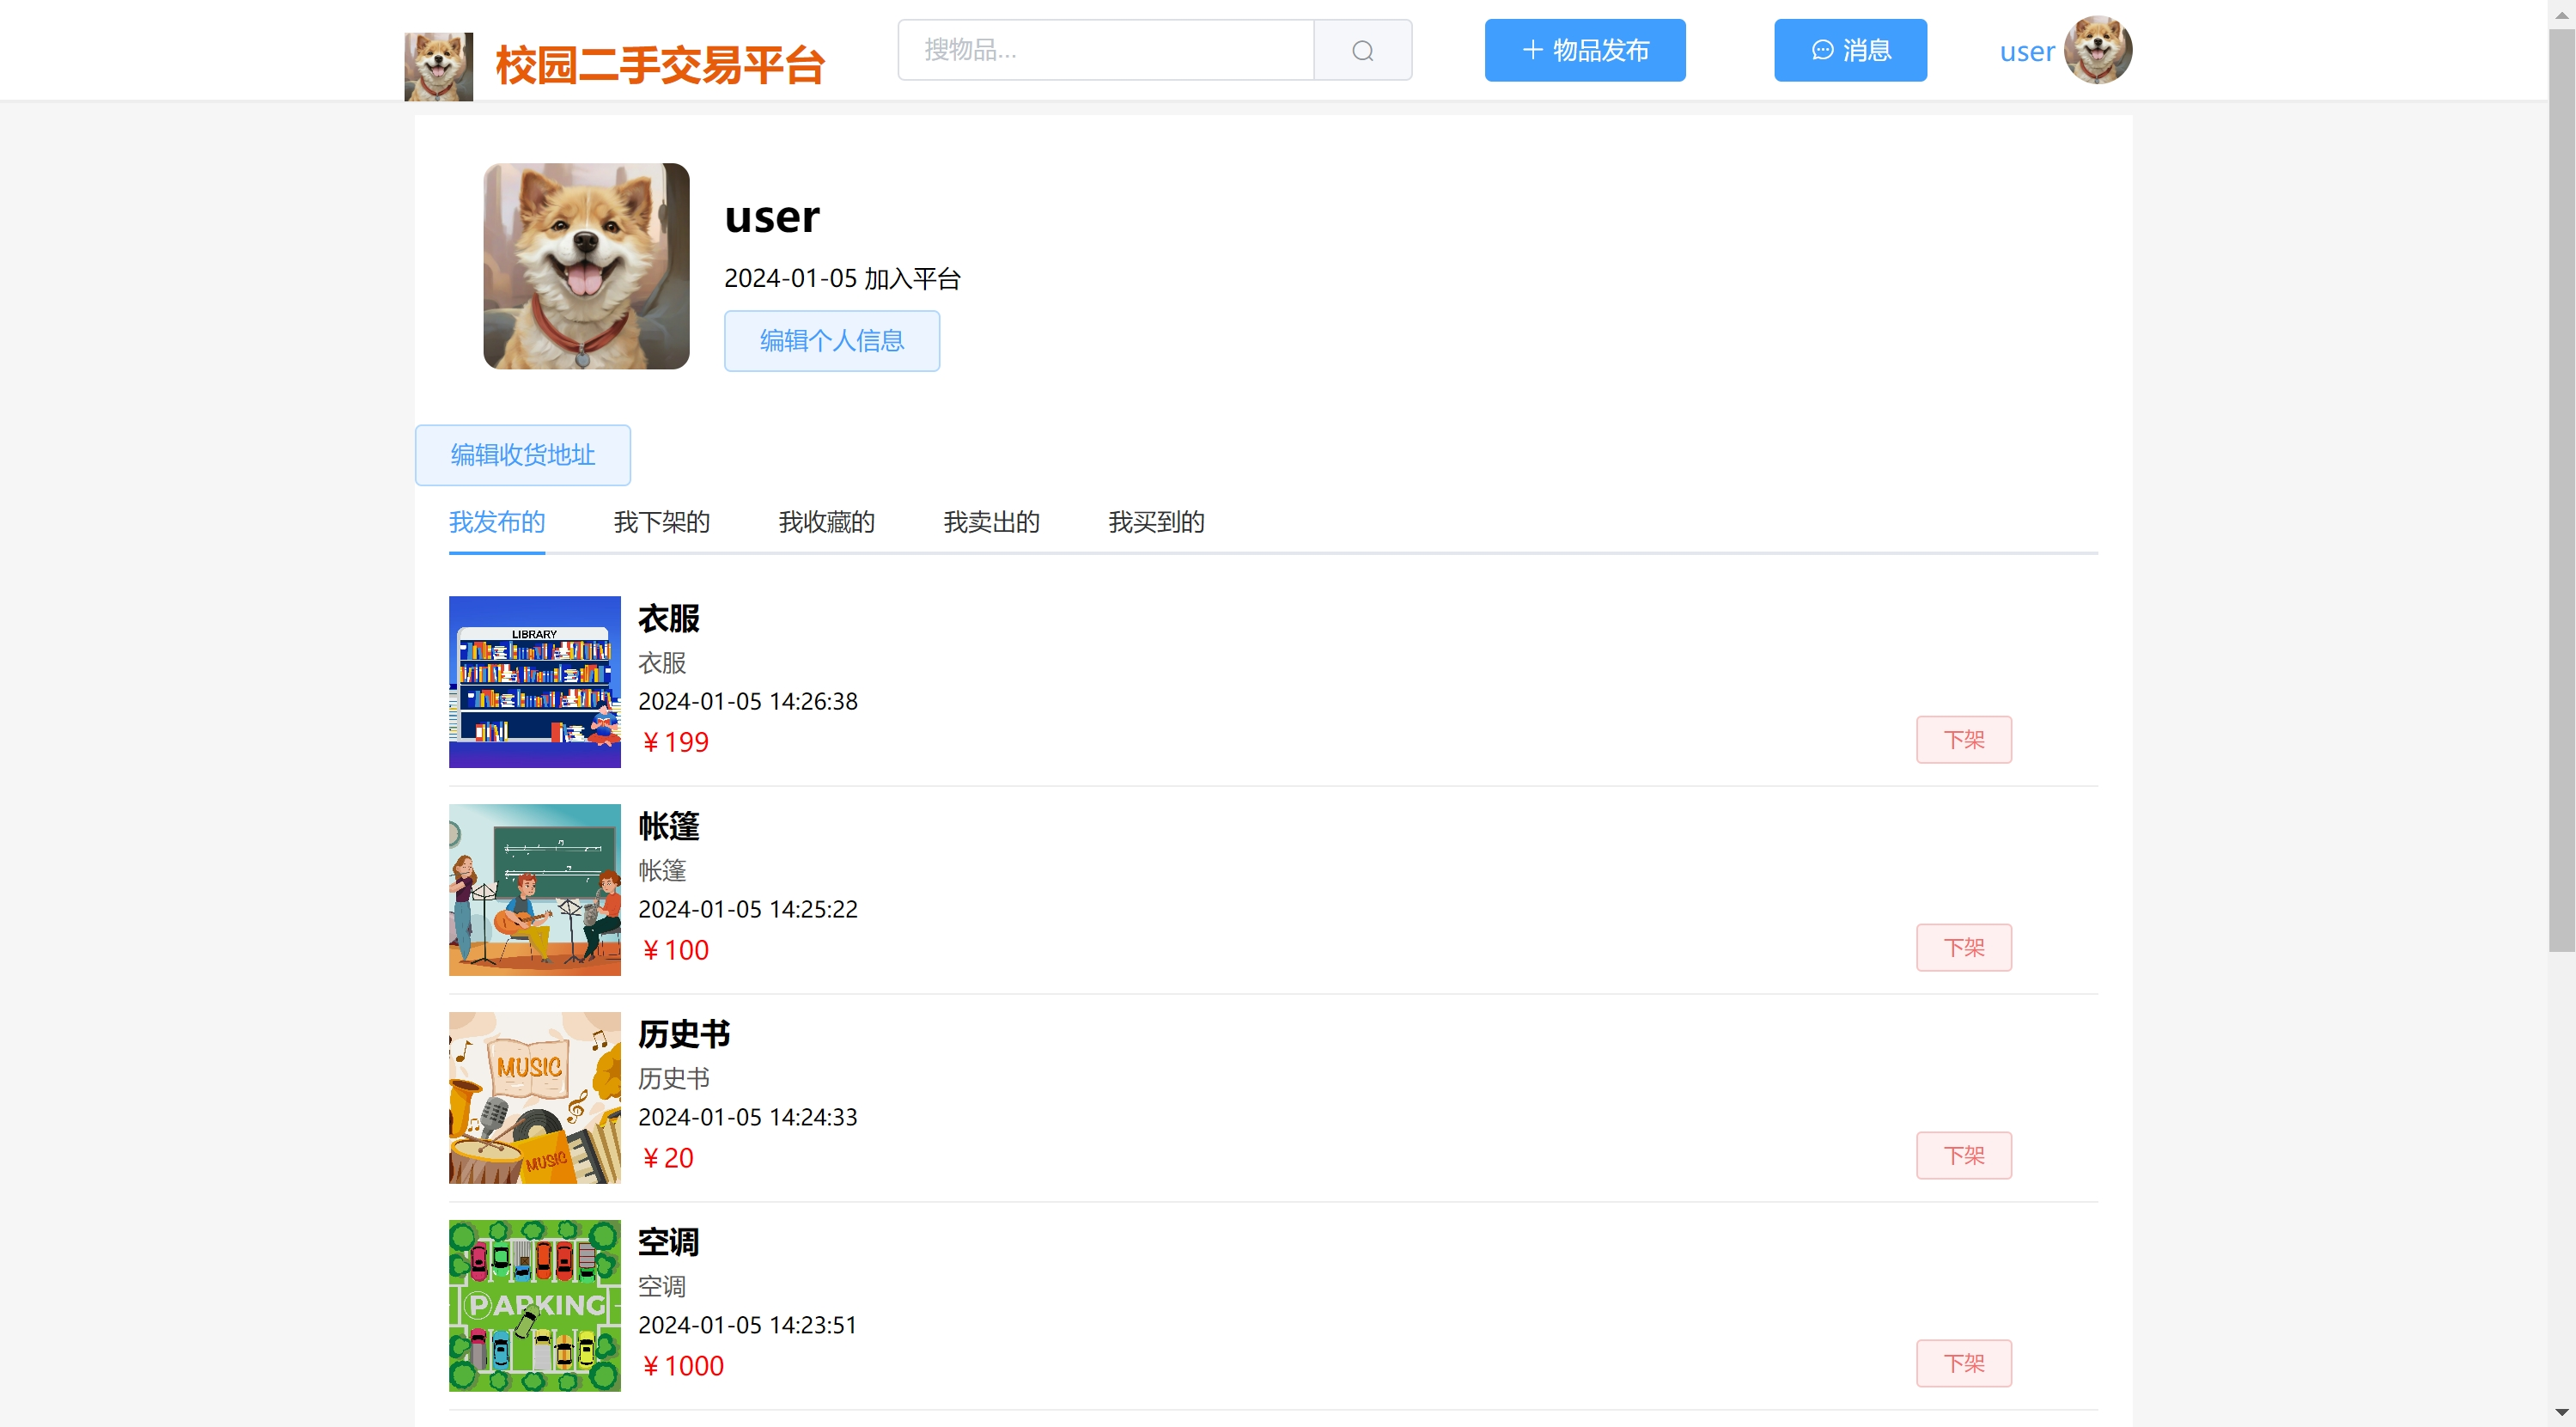 校园二手交易平台
搜物品...
物品发布
消息
user
user
2024-01-05 加入平台
编辑个人信息
编辑收货地址
我发布的 我下架的 我收藏的 我卖出的 我买到的
LIBRARY
衣服
衣服
2024-01-05 14:26:38
￥199
下架
帐篷
帐篷
2024-01-05 14:25:22
￥100
下架
MUSIC
MUSIC
历史书
历史书
2024-01-05 14:24:33
￥20
下架
PARKING
空调
空调
2024-01-05 14:23:51
￥1000
下架